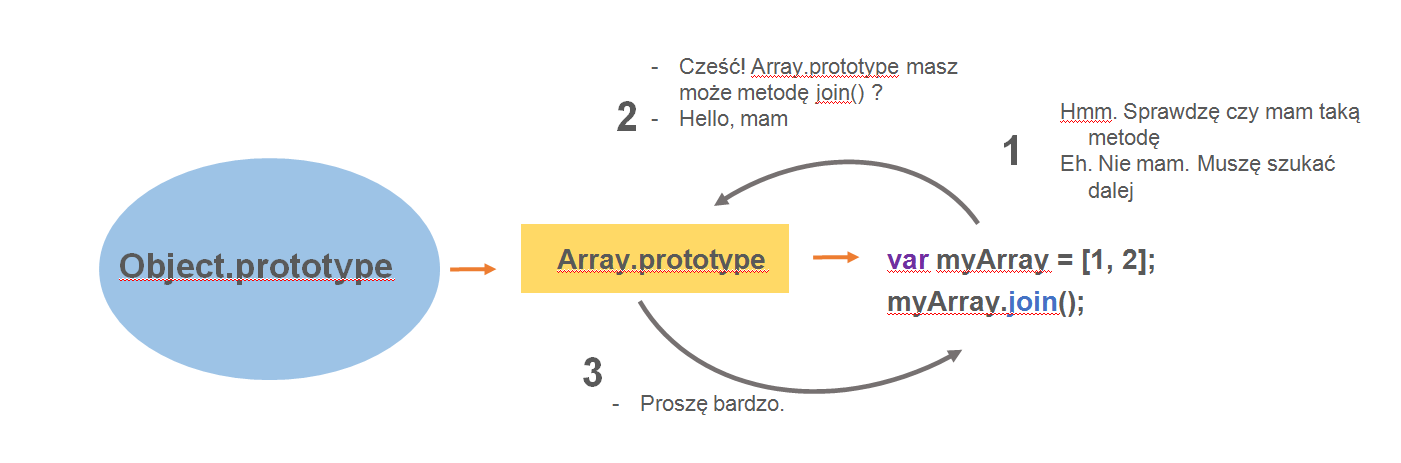 - Cześć! Array.prototype masz
może metodę join() ?
2
- Hello, mam
1
Hmm. Sprawdzę czy mam taką
metodę
Eh. Nie mam. Muszę szukać
dalej
Object.prototype
Array.prototype
var myArray = [1, 2];
myArray.join();
3
- Proszę bardzo.